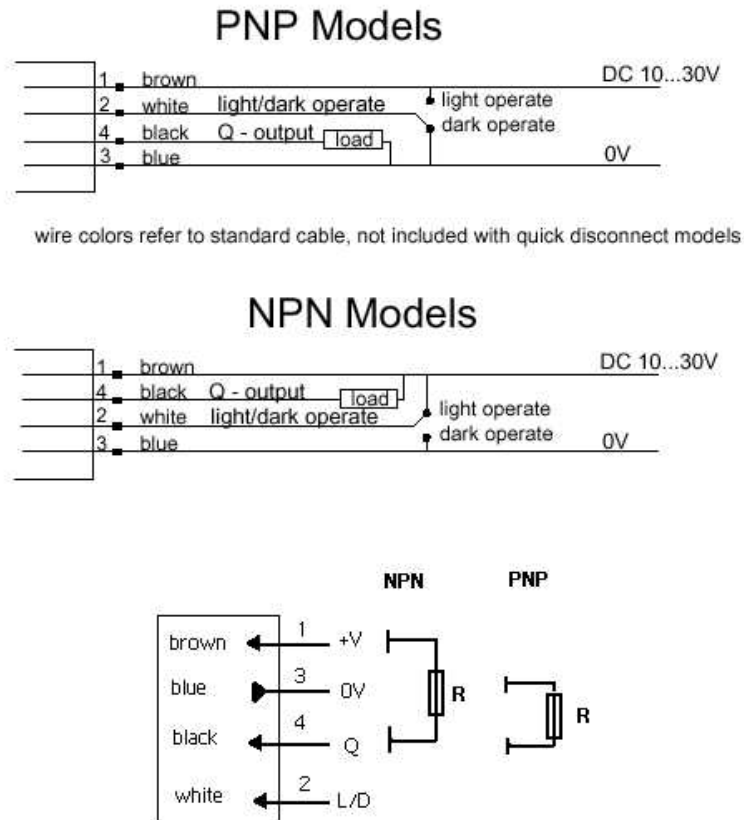 PNP Models
1 brown DC 10...30V
2 white light/dark operate light operate
4 black Q - output load dark operate
3 blue 0V
wire colors refer to standard cable, not included with quick disconnect models
NPN Models
1 brown DC 10...30V
4 black Q - output load
2 white light/dark operate light operate
dark operate
3 blue 0V
NPN PNP
brown 1 +V
blue 3 0V R
black 4 Q R
white 2 L/D